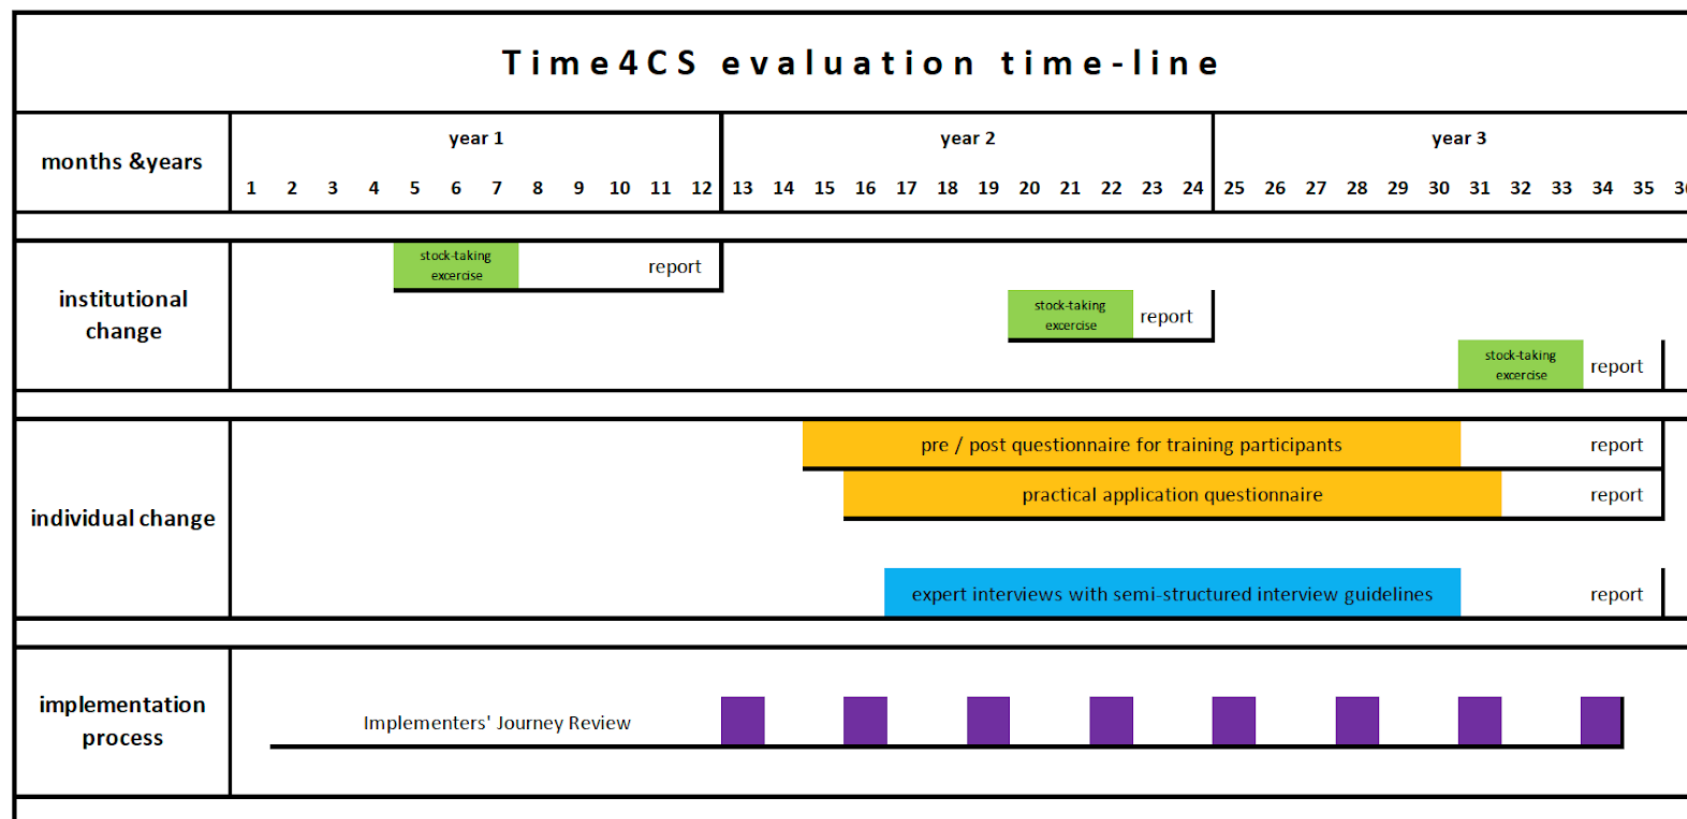 Time4CS evaluation time-line
months &years
year 1 year 2 year 3
1 2 3 4 5 6 7 8 9 10 11 12 13 14 15 16 17 18 19 20 21 22 23 24 25 26 27 28 29 30 31 32 33 34 35
institutional
change
stock-taking
excercise
report
stock-taking
excercise
report
stock-taking
excercise
report
individual change
pre / post questionnaire for training participants
report
practical application questionnaire
report
expert interviews with semi-structured interview guidelines
report
implementation
process
Implementers' Journey Review